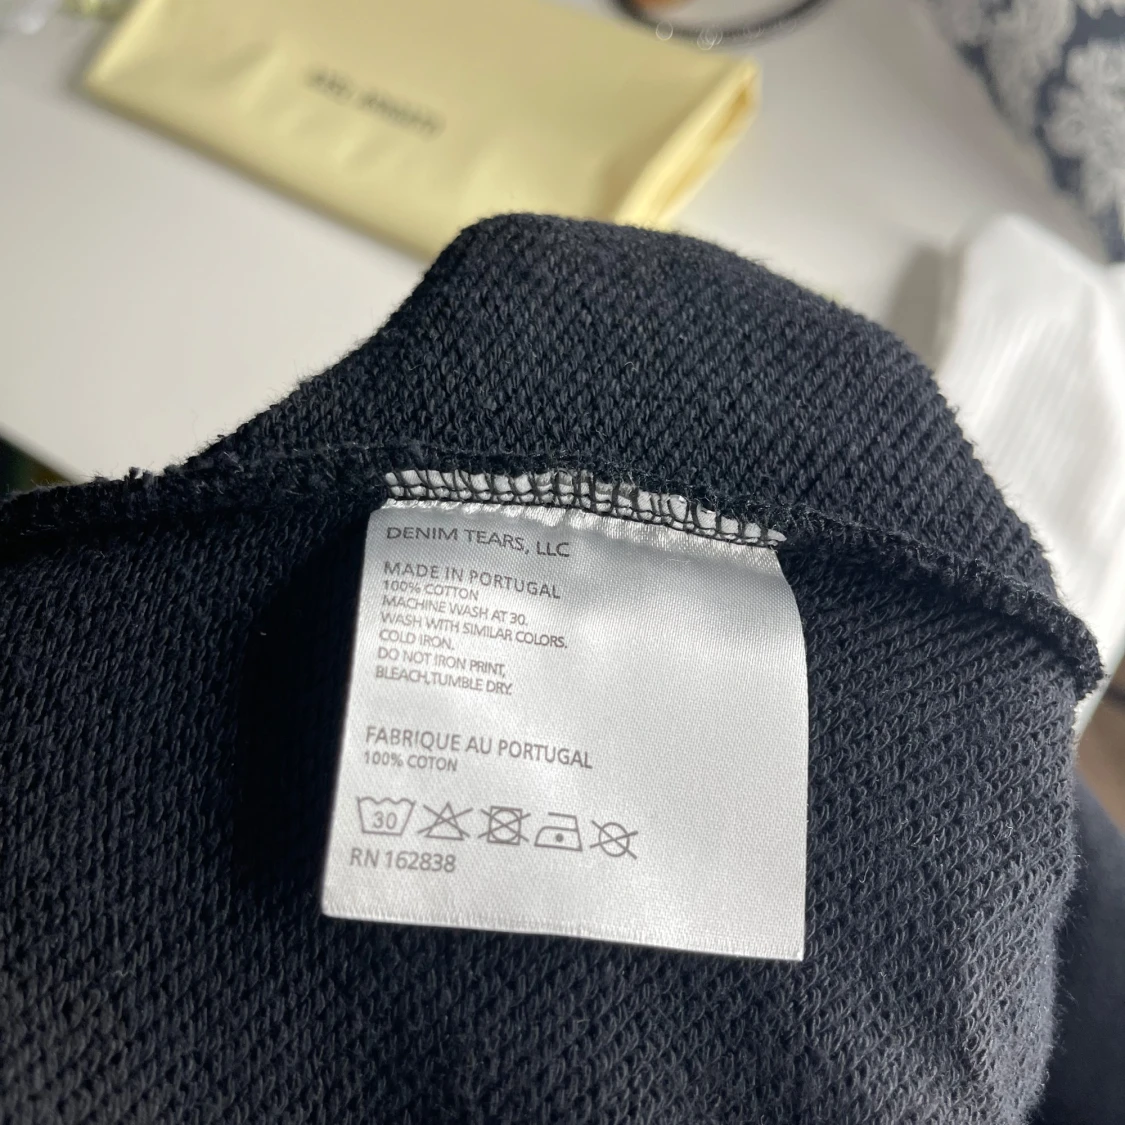 DENIM TEARS, LLC
MADE IN PORTUGAL
100% COTTON
MACHINE WASH AT 30.
WASH WITH SIMILAR COLORS.
COLD IRON.
DO NOT IRON PRINT,
BLEACH,TUMBLE DRY.
FABRIQUE AU PORTUGAL
100% COTON
30
RN 162838